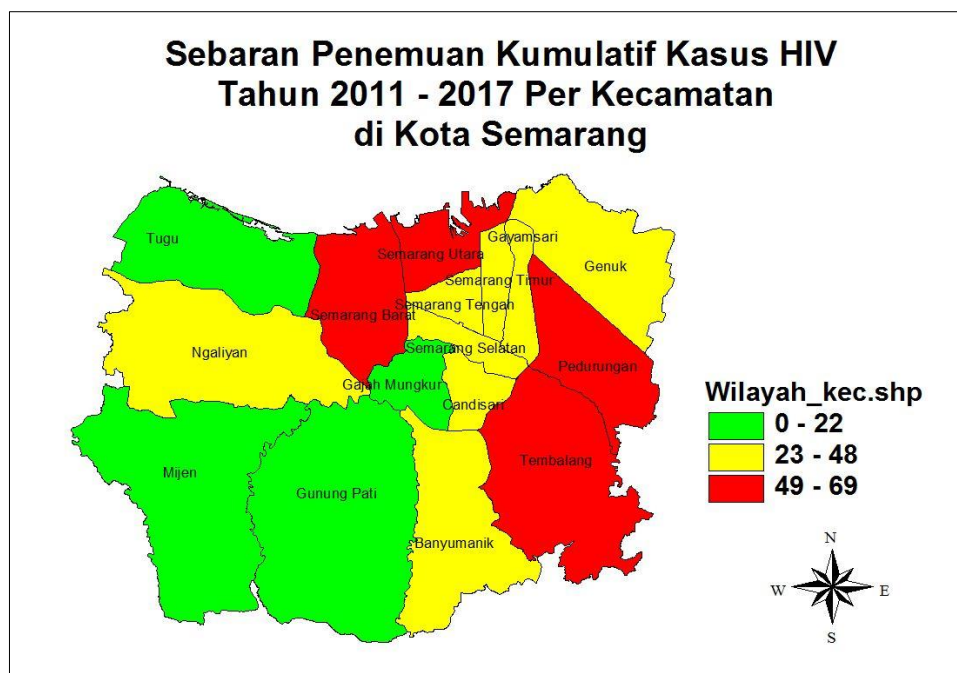 Sebaran Penemuan Kumulatif Kasus HIV
Tahun 2011 - 2017 Per Kecamatan
di Kota Semarang
Tugu
Gayamsari
Semarang Utara
Genuk
Semarang Timur
Semarang Tengah
Semarang Barat
Ngaliyan
Semarang Selatan
Pedurungan
Gajah Mungkur
Candisari
Mijen
Gunung Pati
Tembalang
Banyumanik
Wilayah_kec.shp
0 - 22
23 - 48
49 - 69
N
W
E
S